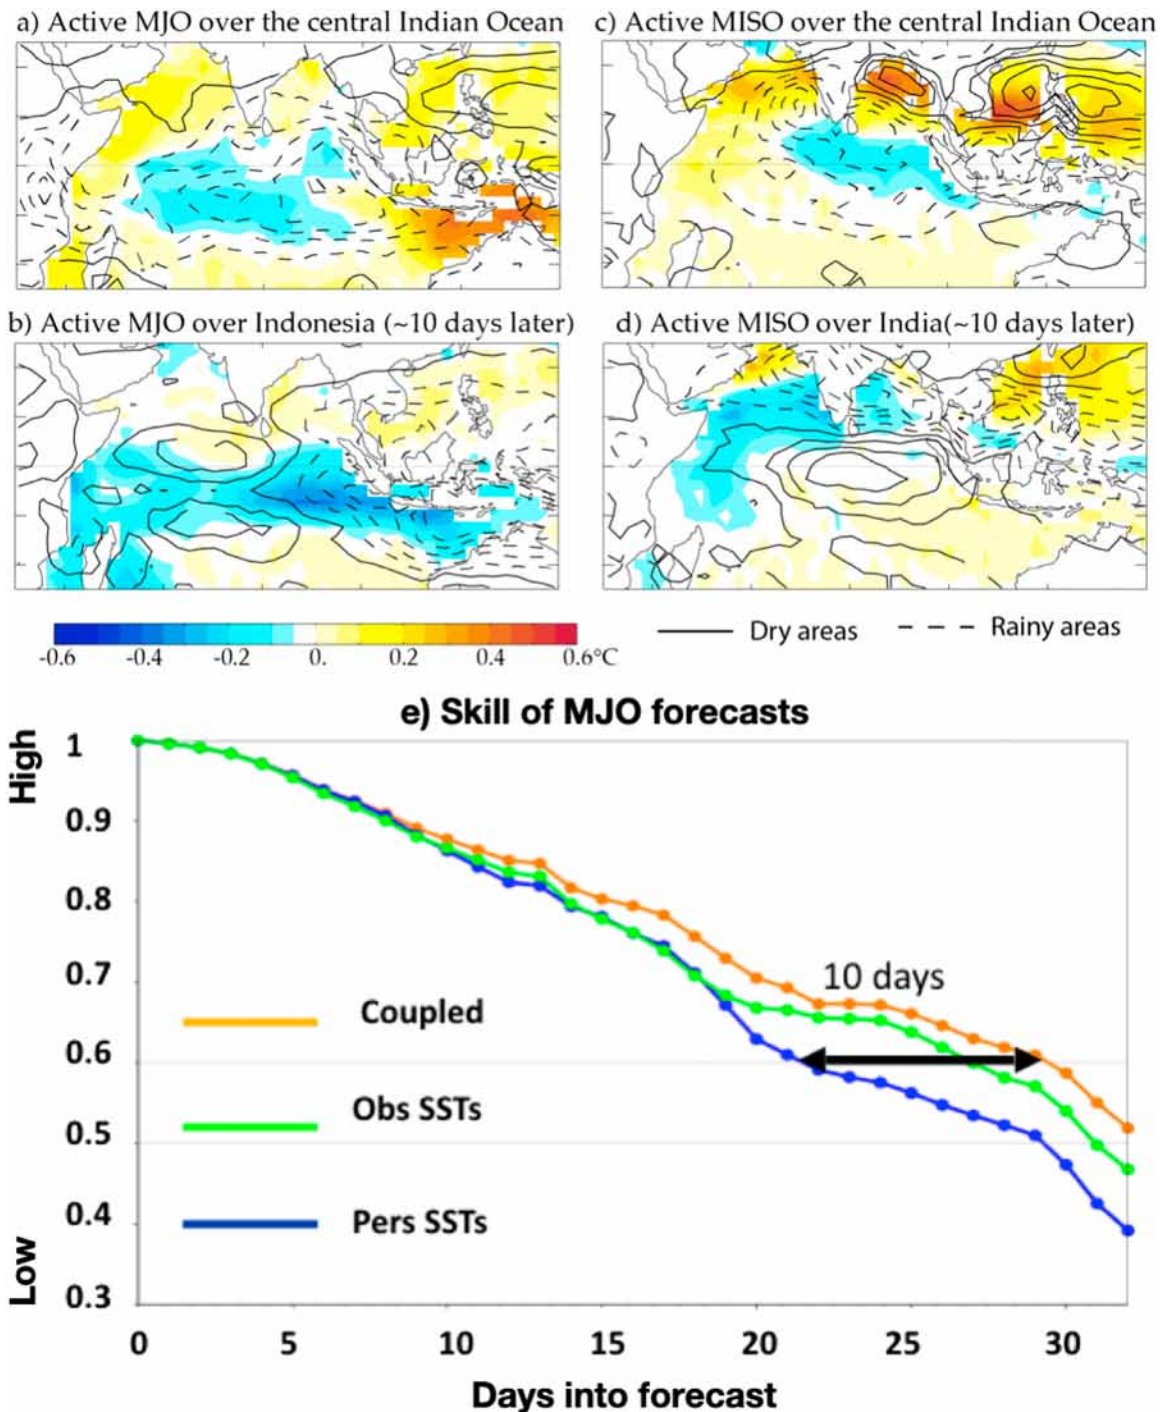 a) Active MJO over the central Indian Ocean
c) Active MISO over the central Indian Ocean
b) Active MJO over Indonesia (~10 days later)
d) Active MISO over India(~10 days later)
-0.6 -0.4 -0.2 0. 0.2 0.4 0.6°C
Dry areas
Rainy areas
e) Skill of MJO forecasts
High
1
0.9
0.8
0.7
10 days
Coupled
0.6
Obs SSTs
0.5
Pers SSTs
0.4
Low
0.3
0 5 10 15 20 25 30
Days into forecast